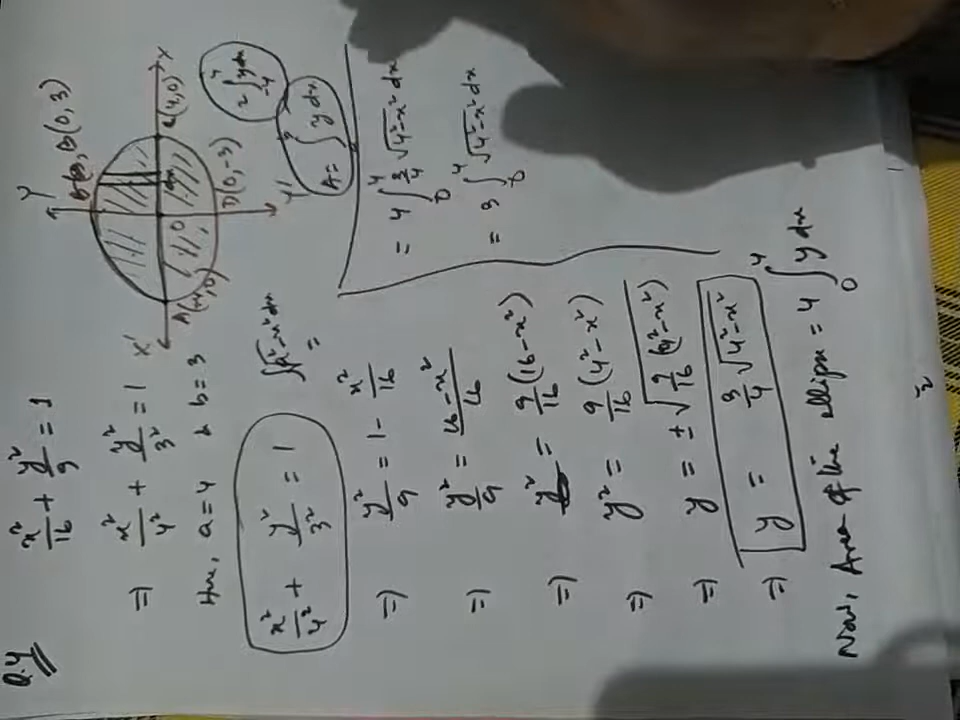 Q.4
x²/16 + y²/9 = 1
⇒ x²/4² + y²/3² = 1
Here, a = 4 & b = 3
x²/4² + y²/3² = 1
∫√a²-x² dx
=
⇒ y²/9 = 1 - x²/16
⇒ y²/9 = 16-x²/16
⇒ y² = 9/16 (16-x²)
⇒ y² = 9/16 (4²-x²)
⇒ y = ±√9/16 (4²-x²)
⇒ y = 3/4 √4²-x²
Now, Area of the ellipse = 4 ∫₀⁴ y dx
Y
B(0, 3)
X'
A(-4,0)
O
dx
C(4,0)
X
D(0,-3)
Y'
2∫₋₄⁴ y dx
A = ∫ y dx
= 4 ∫₀⁴ 3/4 √4²-x² dx
= 3 ∫₀⁴ √4²-x² dx